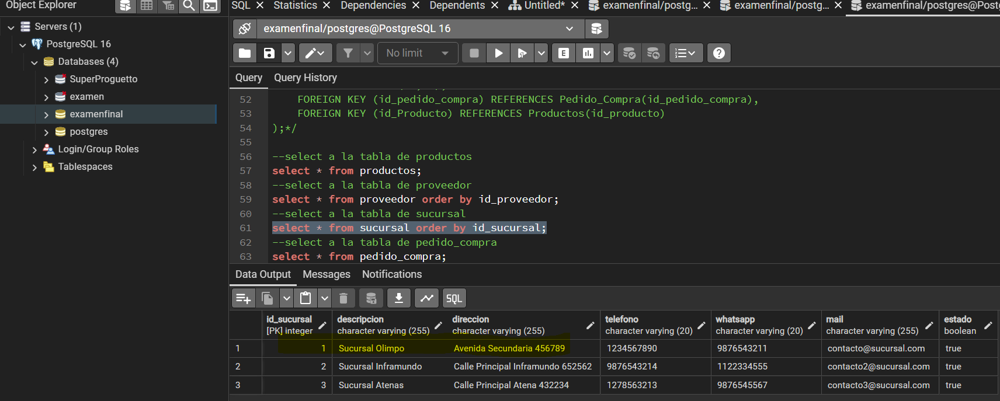 Object Explorer
SQL
Statistics
Dependencies
Dependents
Untitled*
examenfinal/postg...
examenfinal/postg...
examenfinal/postgres@Post
Servers (1)
PostgreSQL 16
Databases (4)
SuperProguetto
examen
examenfinal
postgres
Login/Group Roles
Tablespaces
examenfinal/postgres@PostgreSQL 16
No limit
E
Query
Query History
52 FOREIGN KEY (id_pedido_compra) REFERENCES Pedido_Compra(id_pedido_compra),
53 FOREIGN KEY (id_Producto) REFERENCES Productos(id_producto)
54 );*/
55
56 --select a la tabla de productos
57 select * from productos;
58 --select a la tabla de proveedor
59 select * from proveedor order by id_proveedor;
60 --select a la tabla de sucursal
61 select * from sucursal order by id_sucursal;
62 --select a la tabla de pedido_compra
63 select * from pedido_compra;
Data Output
Messages
Notifications
SQL
id_sucursal descripcion direccion telefono whatsapp mail estado
[PK] integer character varying (255) character varying (255) character varying (20) character varying (20) character varying (255) boolean
1 1 Sucursal Olimpo Avenida Secundaria 456789 1234567890 9876543211 contacto@sucursal.com true
2 2 Sucursal Inframundo Calle Principal Inframundo 652562 9876543214 1122334555 contacto2@sucursal.com true
3 3 Sucursal Atenas Calle Principal Atena 432234 1278563213 9876545567 contacto3@sucursal.com true